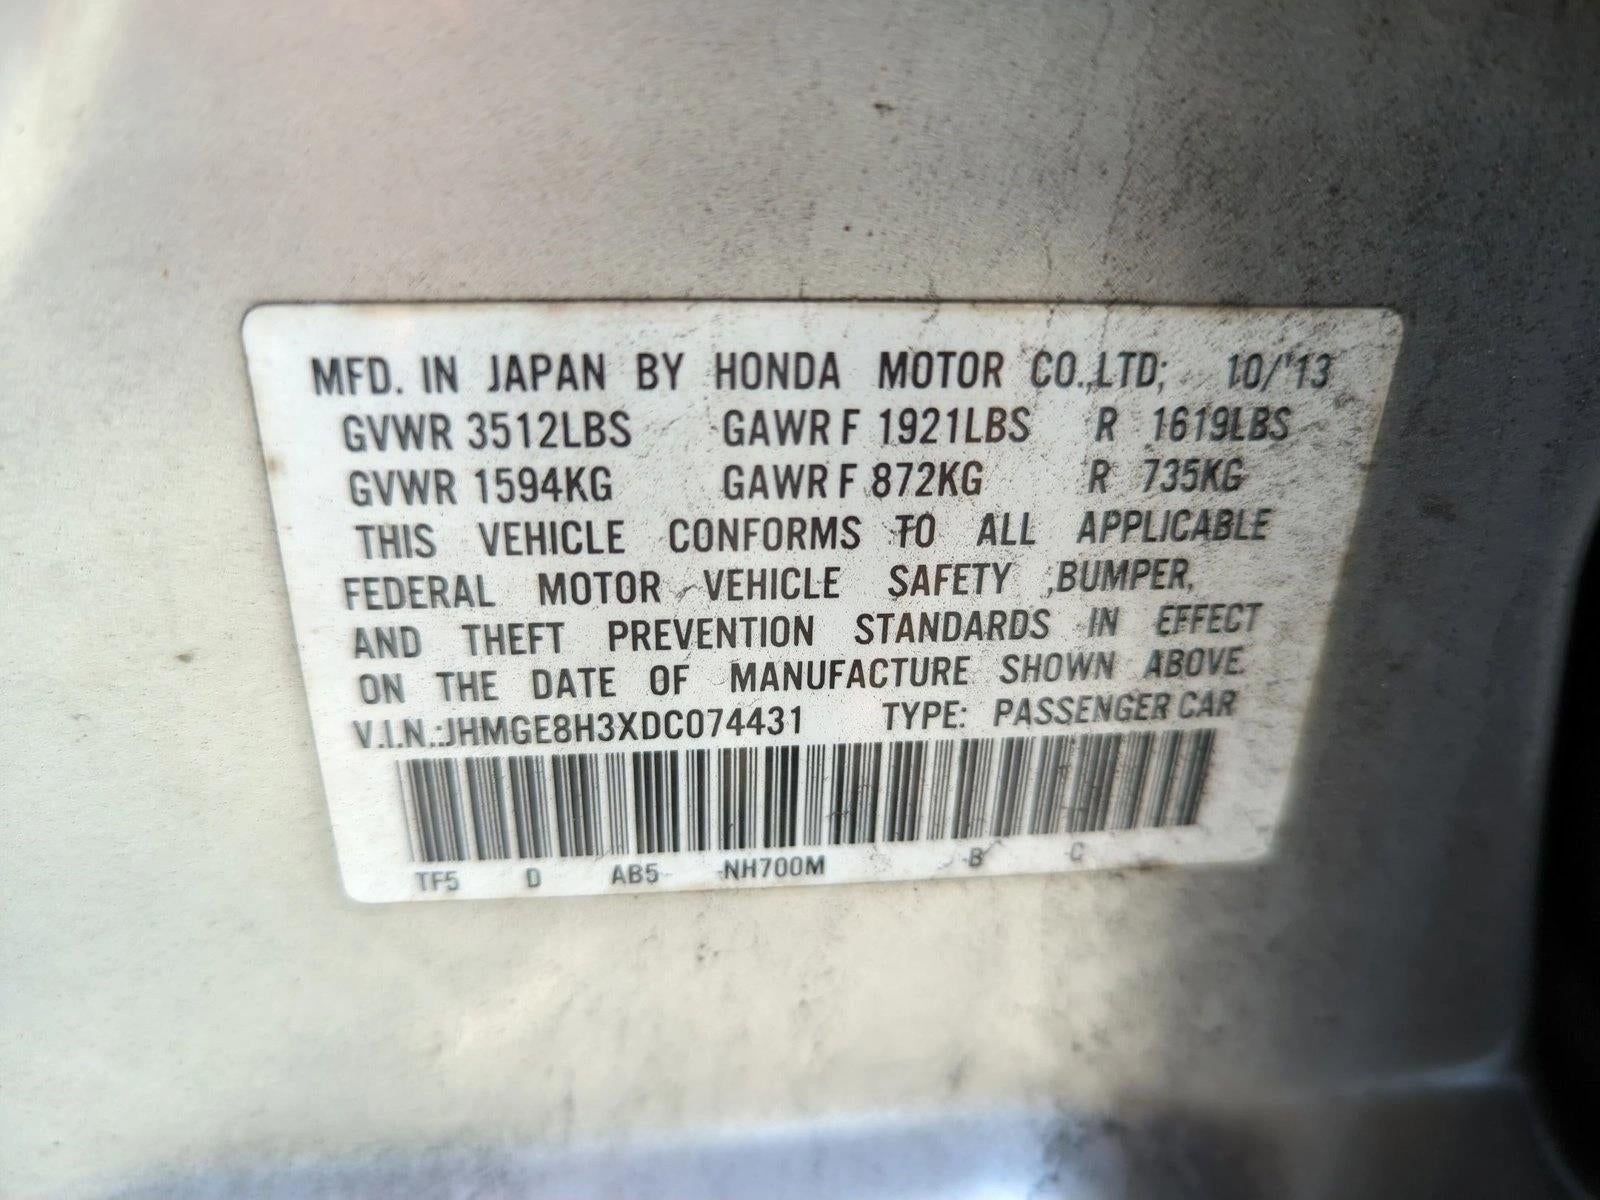 MFD. IN JAPAN BY HONDA MOTOR CO.,LTD; 10/'13
GVWR 3512LBS GAWR F 1921LBS R 1619LBS
GVWR 1594KG GAWR F 872KG R 735KG
THIS VEHICLE CONFORMS TO ALL APPLICABLE
FEDERAL MOTOR VEHICLE SAFETY ,BUMPER,
AND THEFT PREVENTION STANDARDS IN EFFECT
ON THE DATE OF MANUFACTURE SHOWN ABOVE.
V.I.N.:JHMGE8H3XDC074431 TYPE: PASSENGER CAR
TF5 D AB5 NH700M B C